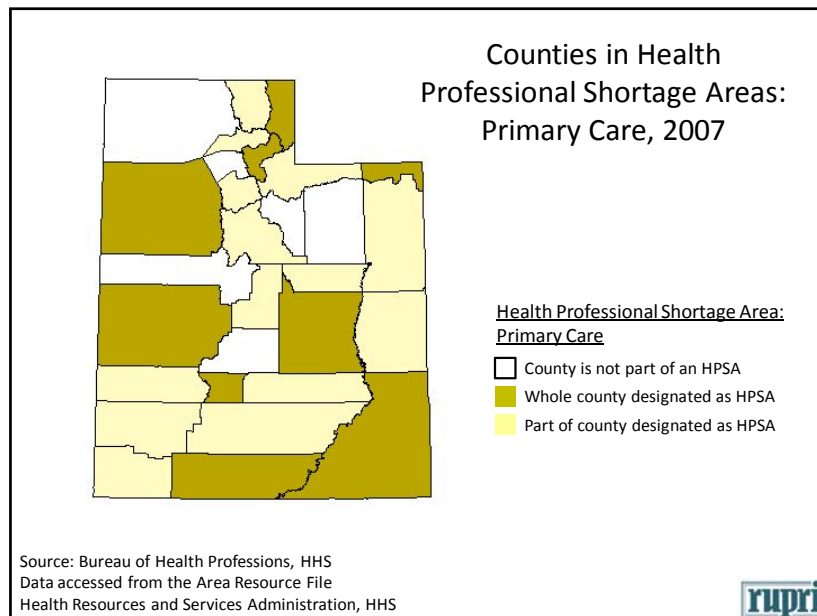 Counties in Health
Professional Shortage Areas:
Primary Care, 2007
Health Professional Shortage Area:
Primary Care
County is not part of an HPSA
Whole county designated as HPSA
Part of county designated as HPSA
Source: Bureau of Health Professions, HHS
Data accessed from the Area Resource File
Health Resources and Services Administration, HHS
rupri